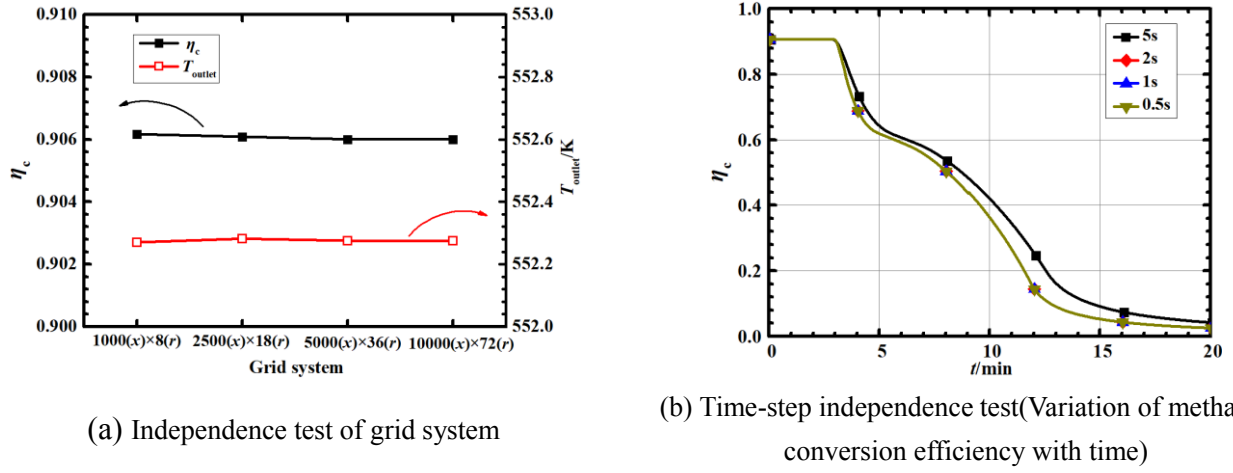 0.910
0.908
0.906
0.904
0.902
0.900
η_c
η_c
T_outlet
553.0
552.8
552.6
552.4
552.2
552.0
T_outlet/K
1000(x)×8(r) 2500(x)×18(r) 5000(x)×36(r) 10000(x)×72(r)
Grid system
(a) Independence test of grid system
1.0
0.8
0.6
0.4
0.2
0.0
η_c
5s
2s
1s
0.5s
0 5 10 15 20
t/min
(b) Time-step independence test(Variation of metha
conversion efficiency with time)